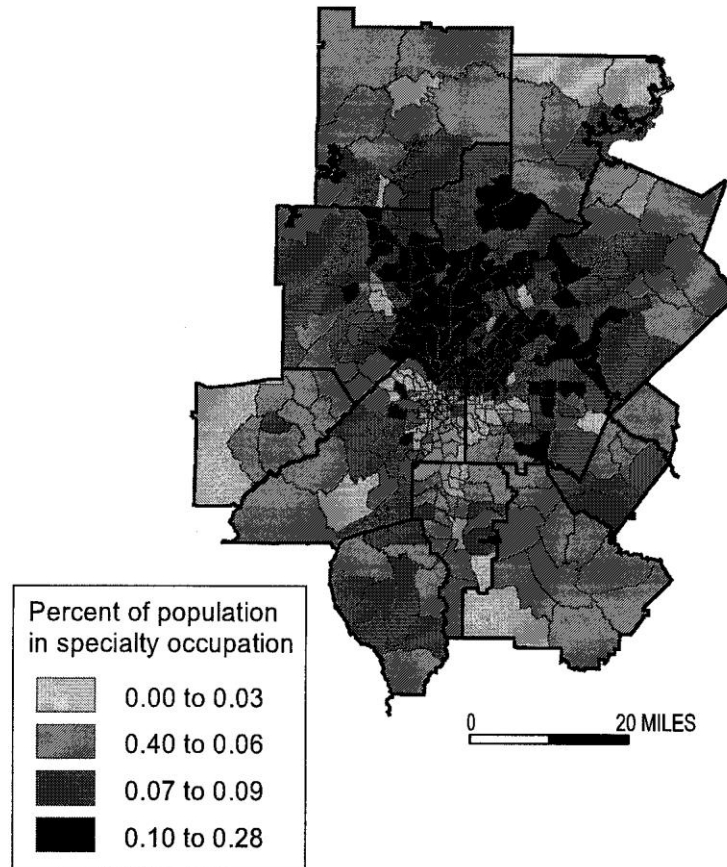 Percent of population
in specialty occupation
0.00 to 0.03
0.40 to 0.06
0.07 to 0.09
0.10 to 0.28
0 20 MILES